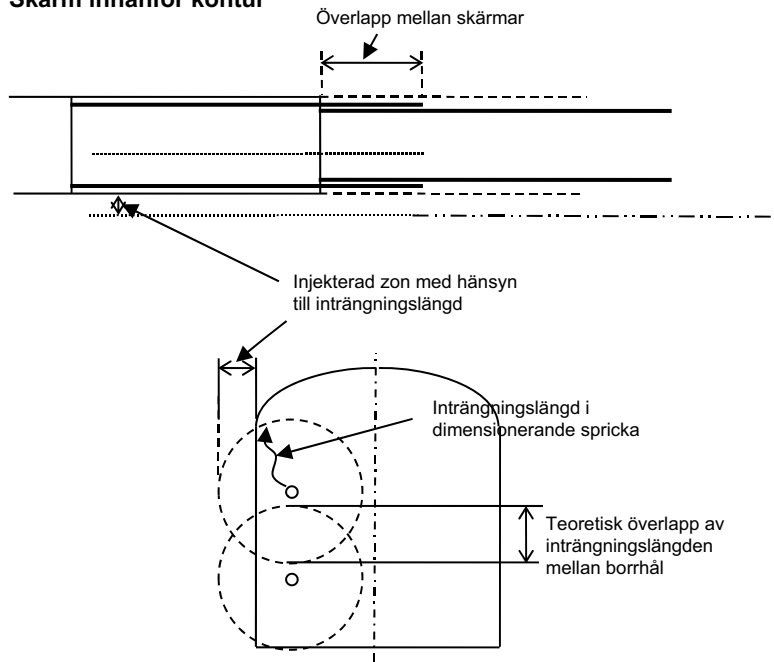 Skärm innanför kontur
Överlapp mellan skärmar
Injekterad zon med hänsyn
till inträngningslängd
Inträngningslängd i
dimensionerande spricka
Teoretisk överlapp av
inträngningslängden
mellan borrhål